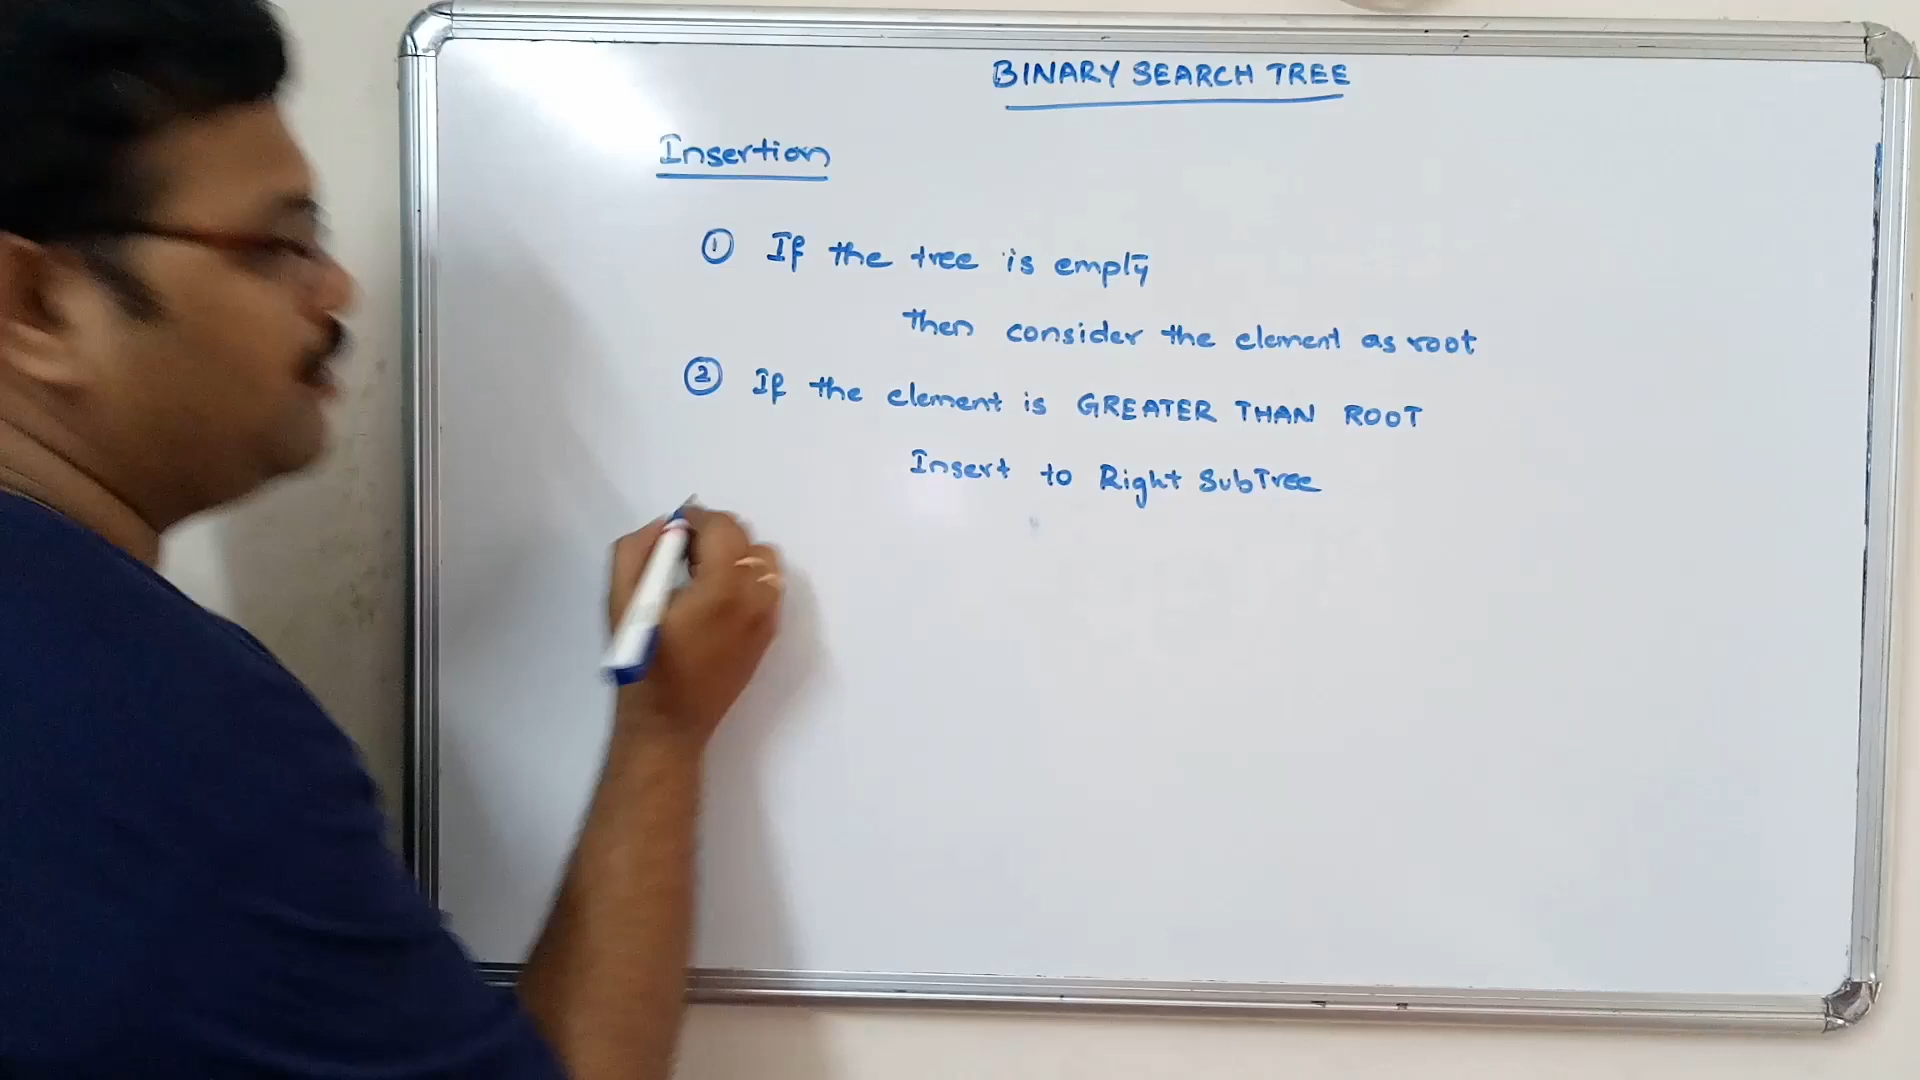 BINARY SEARCH TREE
Insertion
① If the tree is empty
then consider the element as root
② If the element is GREATER THAN ROOT
Insert to Right SubTree